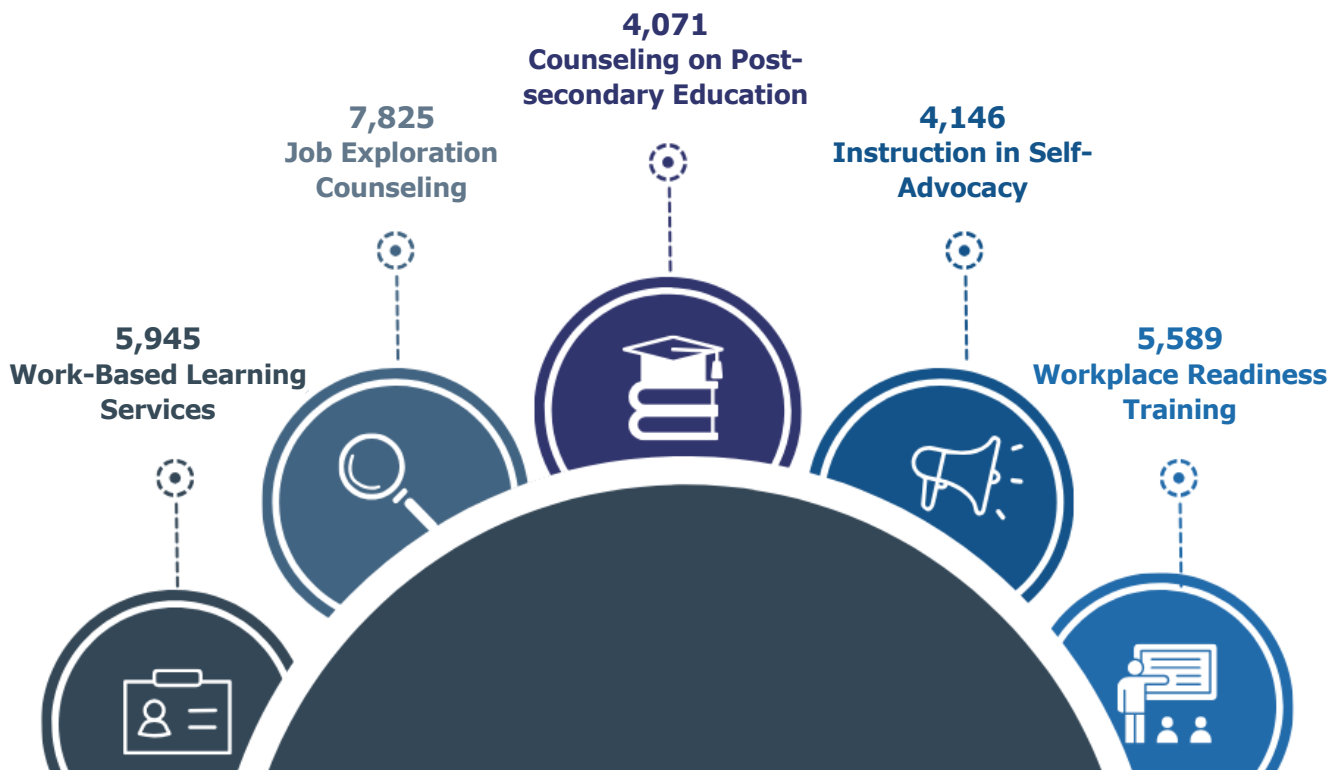 4,071
Counseling on Post-
secondary Education
7,825
Job Exploration
Counseling
4,146
Instruction in Self-
Advocacy
5,945
Work-Based Learning
Services
5,589
Workplace Readiness
Training